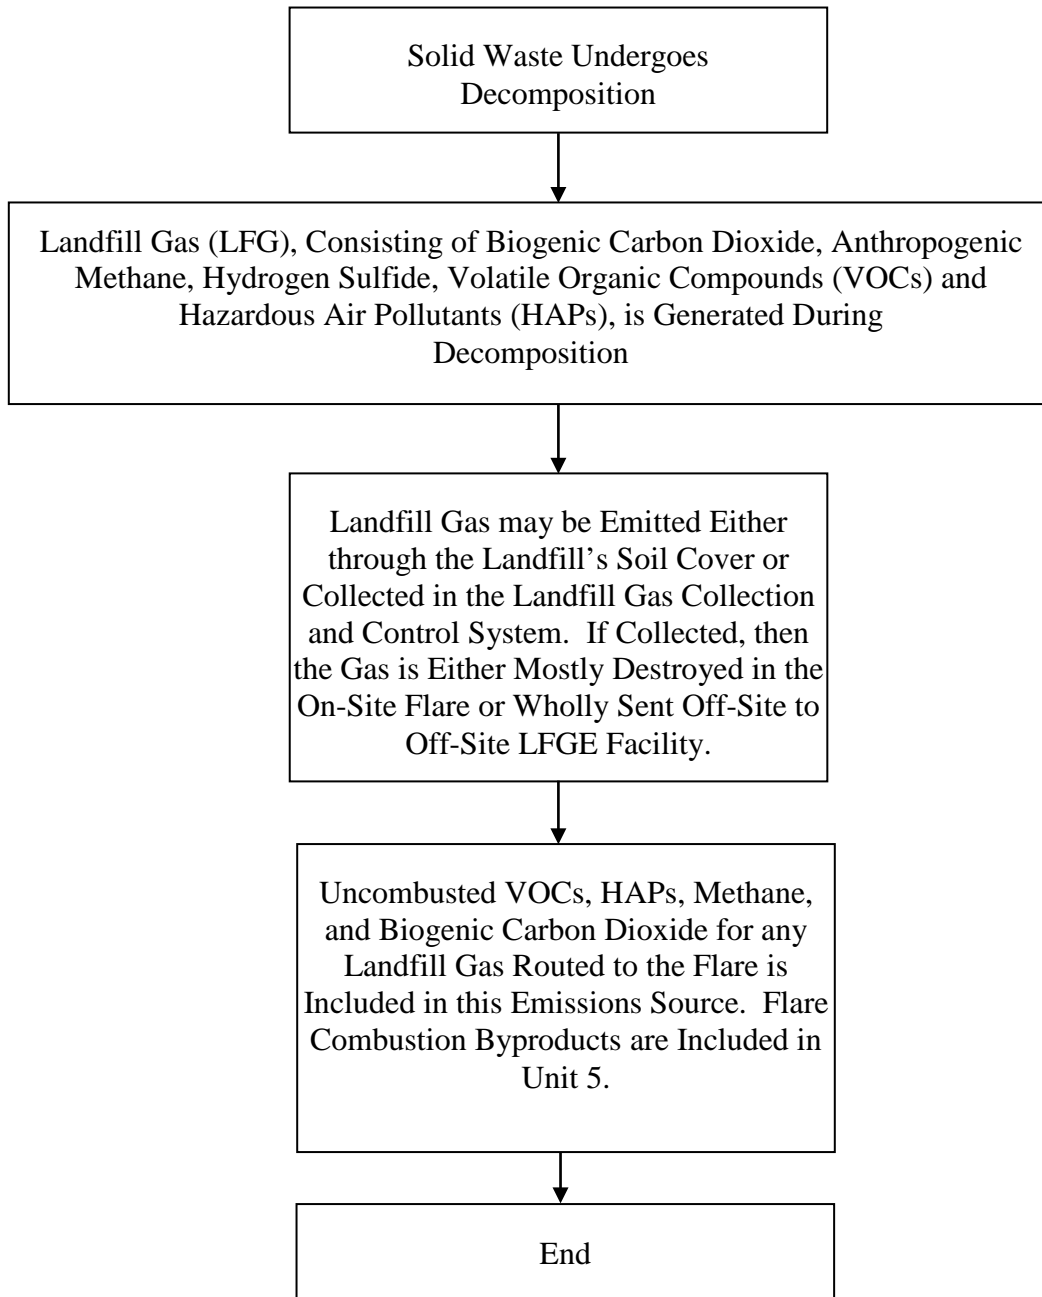 Solid Waste Undergoes
Decomposition
Landfill Gas (LFG), Consisting of Biogenic Carbon Dioxide, Anthropogenic
Methane, Hydrogen Sulfide, Volatile Organic Compounds (VOCs) and
Hazardous Air Pollutants (HAPs), is Generated During
Decomposition
Landfill Gas may be Emitted Either
through the Landfill’s Soil Cover or
Collected in the Landfill Gas Collection
and Control System.  If Collected, then
the Gas is Either Mostly Destroyed in the
On-Site Flare or Wholly Sent Off-Site to
Off-Site LFGE Facility.
Uncombusted VOCs, HAPs, Methane,
and Biogenic Carbon Dioxide for any
Landfill Gas Routed to the Flare is
Included in this Emissions Source.  Flare
Combustion Byproducts are Included in
Unit 5.
End